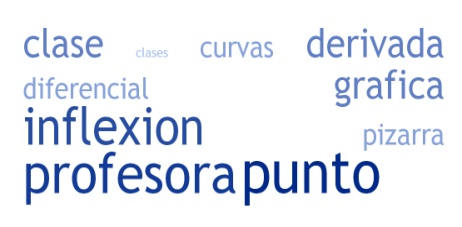 clase clases curvas derivada
diferencial grafica
inflexion pizarra
profesora punto